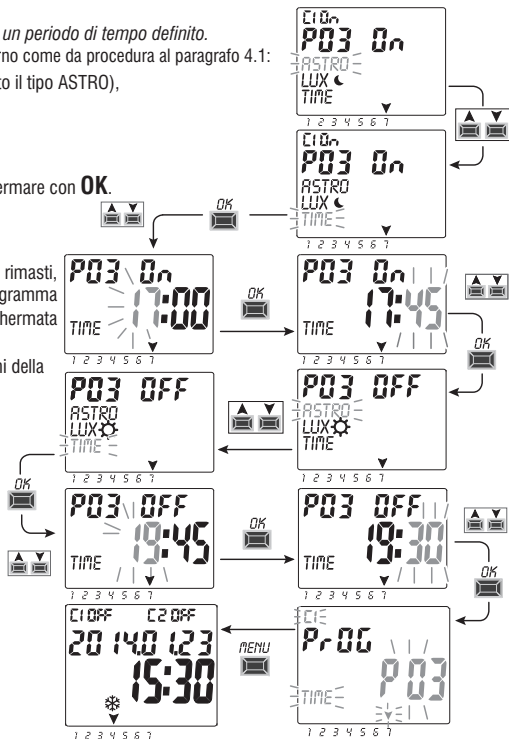 un periodo di tempo definito.
rno come da procedura al paragrafo 4.1:
to il tipo ASTRO),
ermare con OK.
rimasti,
gramma
hermata
ni della
C1 On
P03 On
ASTRO
LUX
TIME
1 2 3 4 5 6 7
C1 On
P03 On
ASTRO
LUX
TIME
1 2 3 4 5 6 7
OK
P03 On
17:00
TIME
1 2 3 4 5 6 7
OK
P03 On
17:45
TIME
1 2 3 4 5 6 7
OK
P03 OFF
ASTRO
LUX
TIME
1 2 3 4 5 6 7
P03 OFF
ASTRO
LUX
TIME
1 2 3 4 5 6 7
OK
P03 OFF
19:45
TIME
1 2 3 4 5 6 7
OK
P03 OFF
19:30
TIME
1 2 3 4 5 6 7
OK
C1
PrOG
P03
TIME
1 2 3 4 5 6 7
MENU
C1 OFF C2 OFF
2014.01.23
15:30
1 2 3 4 5 6 7